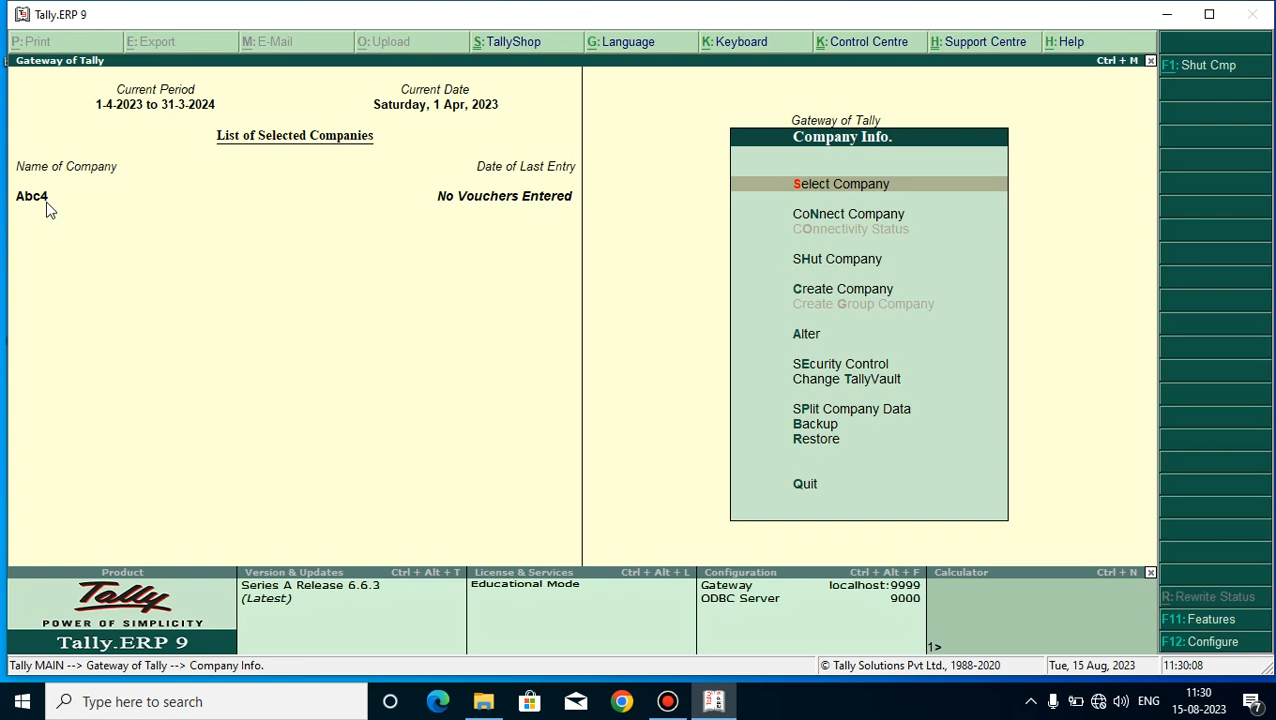 Tally.ERP 9
P: Print
E: Export
M: E-Mail
O: Upload
S: TallyShop
G: Language
K: Keyboard
K: Control Centre
H: Support Centre
H: Help
Gateway of Tally
Ctrl + M
F1: Shut Cmp
Current Period
1-4-2023 to 31-3-2024
Current Date
Saturday, 1 Apr, 2023
List of Selected Companies
Name of Company
Date of Last Entry
Abc4
No Vouchers Entered
Gateway of Tally
Company Info.
Select Company
CoNnect Company
COnnectivity Status
SHut Company
Create Company
Create Group Company
Alter
SEcurity Control
Change TallyVault
SPlit Company Data
Backup
Restore
Quit
Product
Tally
POWER OF SIMPLICITY
Tally.ERP 9
Version & Updates
Ctrl + Alt + T
Series A Release 6.6.3
(Latest)
License & Services
Ctrl + Alt + L
Educational Mode
Configuration
Ctrl + Alt + F
Gateway
localhost:9999
ODBC Server
9000
Calculator
Ctrl + N
1>
R: Rewrite Status
F11: Features
F12: Configure
Tally MAIN --> Gateway of Tally --> Company Info.
© Tally Solutions Pvt Ltd., 1988-2020
Tue, 15 Aug, 2023
11:30:08
Type here to search
ENG
11:30
15-08-2023
7